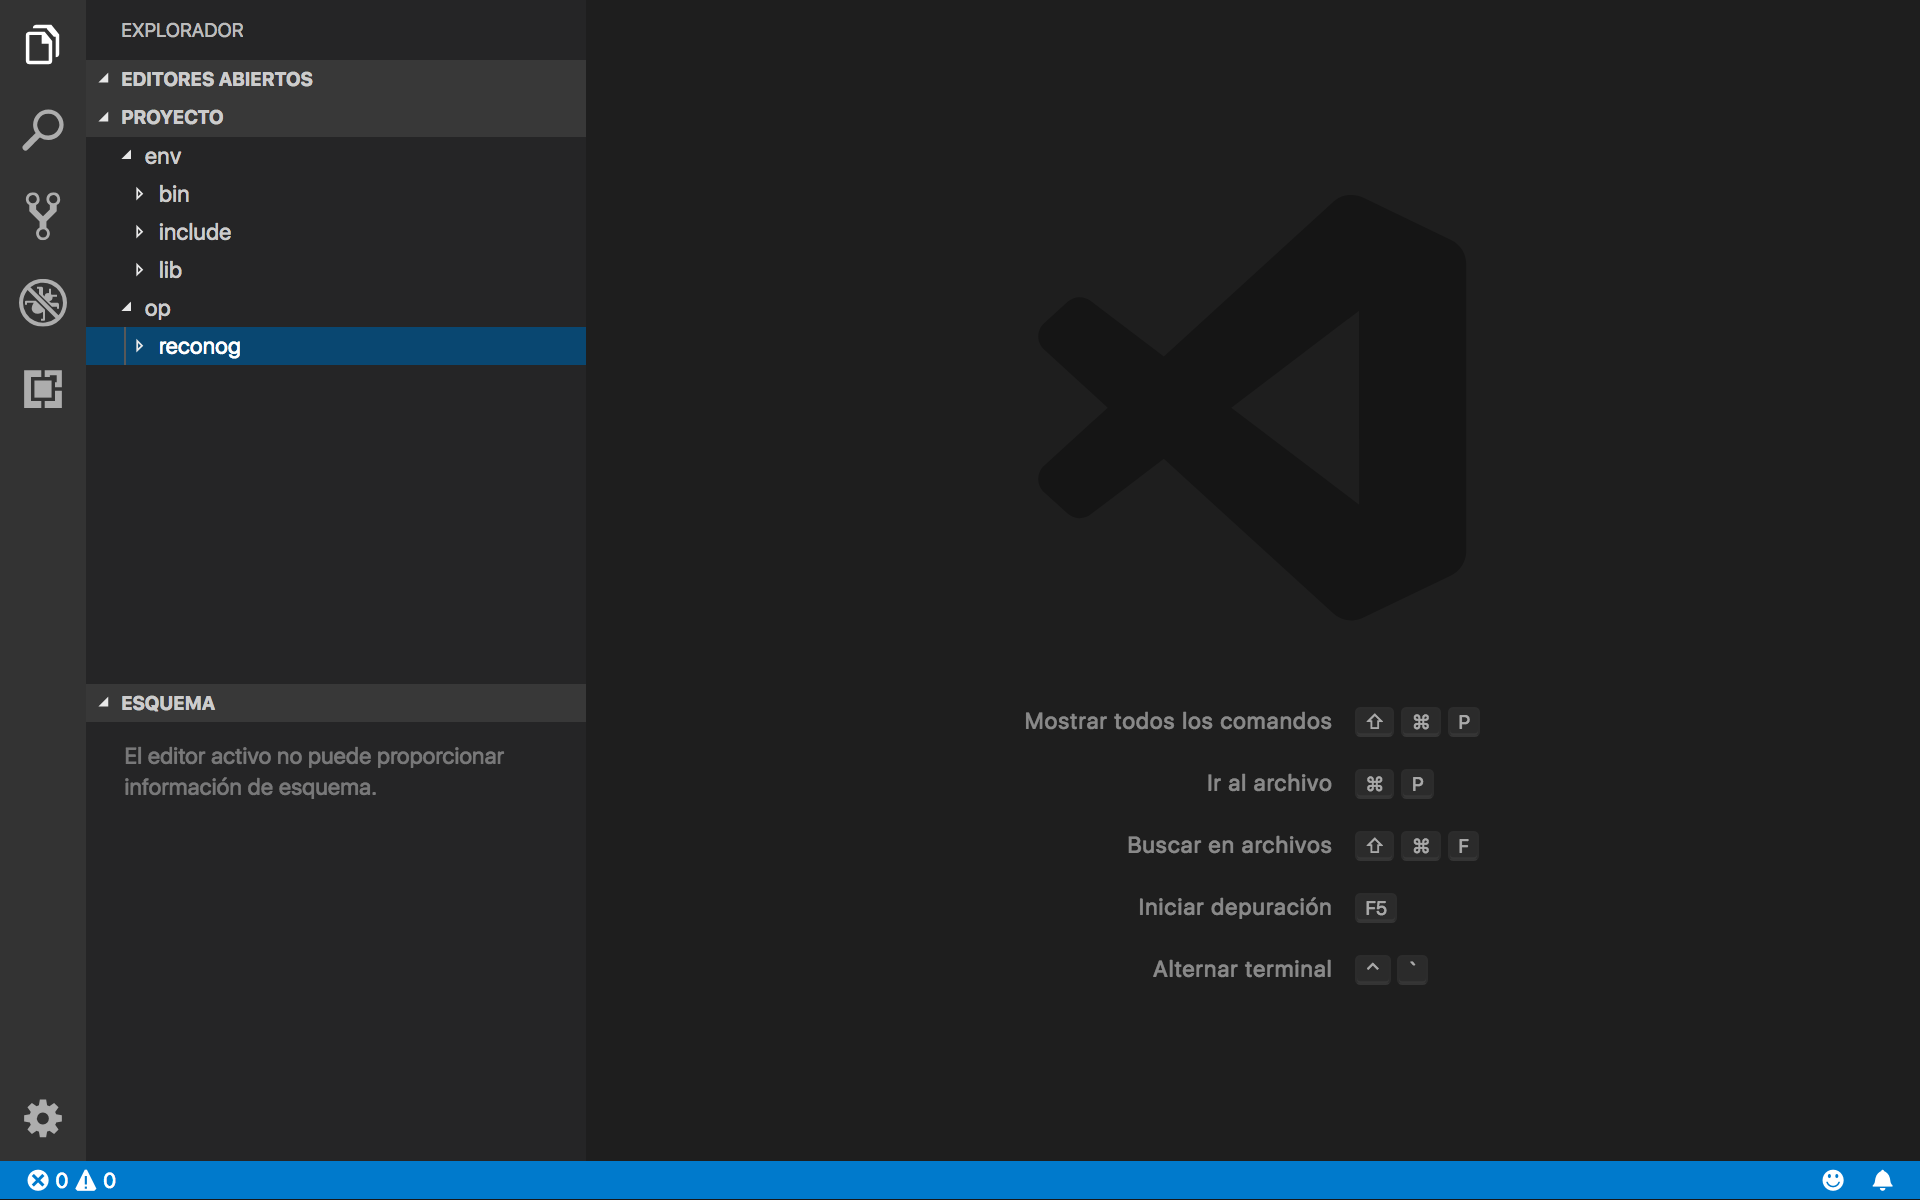 EXPLORADOR
EDITORES ABIERTOS
PROYECTO
env
bin
include
lib
op
reconog
ESQUEMA
El editor activo no puede proporcionar
información de esquema.
Mostrar todos los comandos ⇧ ⌘ P
Ir al archivo ⌘ P
Buscar en archivos ⇧ ⌘ F
Iniciar depuración F5
Alternar terminal ^ `
0 0